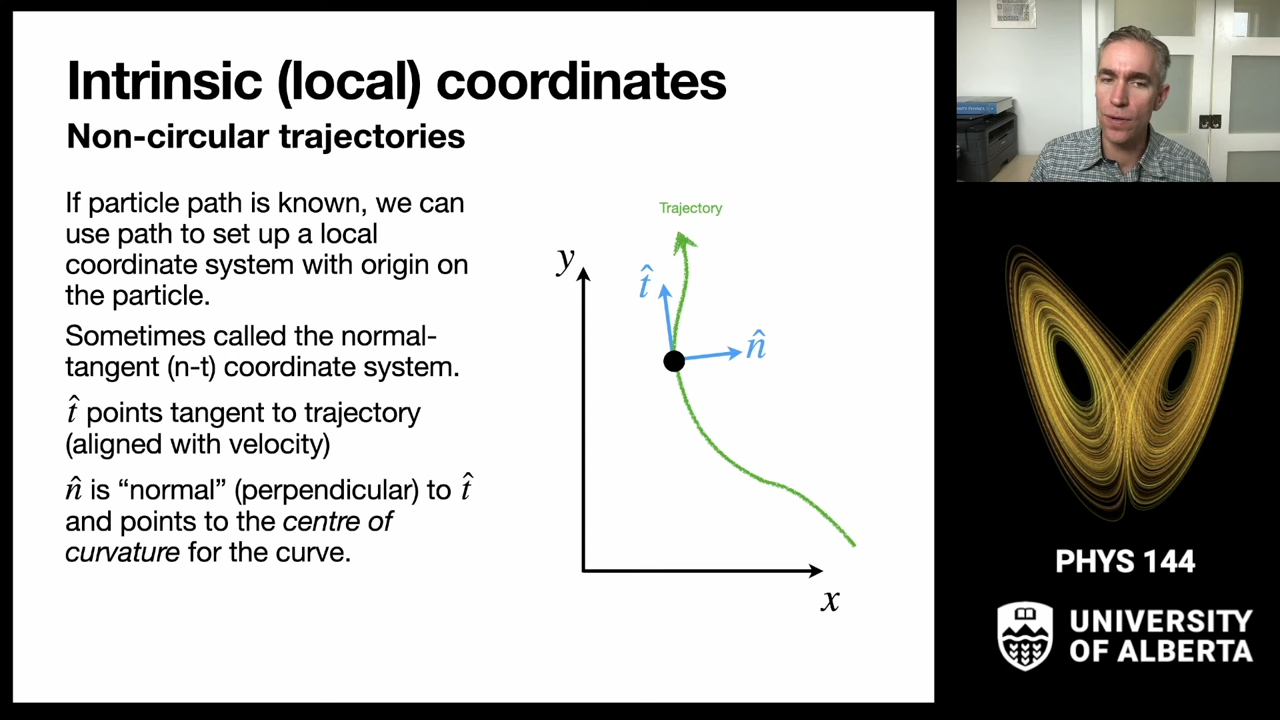 Intrinsic (local) coordinates
Non-circular trajectories
If particle path is known, we can
use path to set up a local
coordinate system with origin on
the particle.
Sometimes called the normal-
tangent (n-t) coordinate system.
t̂ points tangent to trajectory
(aligned with velocity)
n̂ is “normal” (perpendicular) to t̂
and points to the centre of
curvature for the curve.
Trajectory
y
t̂
n̂
x
PHYS 144
UNIVERSITY
OF ALBERTA